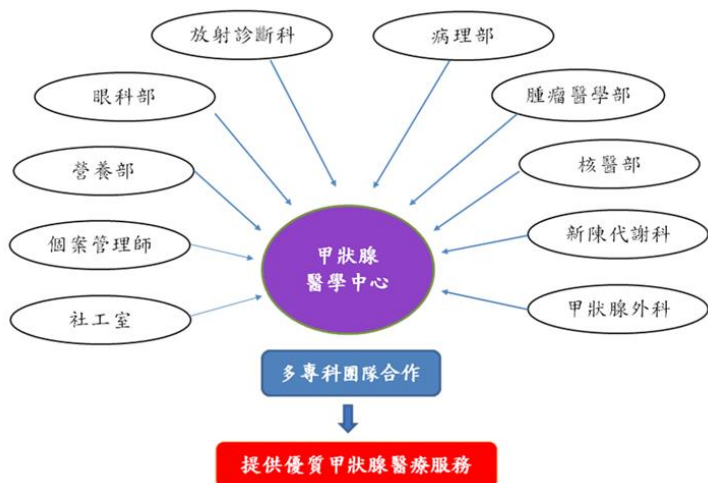 放射診斷科
病理部
眼科部
腫瘤醫學部
營養部
核醫部
個案管理師
新陳代謝科
社工室
甲狀腺外科
甲狀腺
醫學中心
多專科團隊合作
提供優質甲狀腺醫療服務